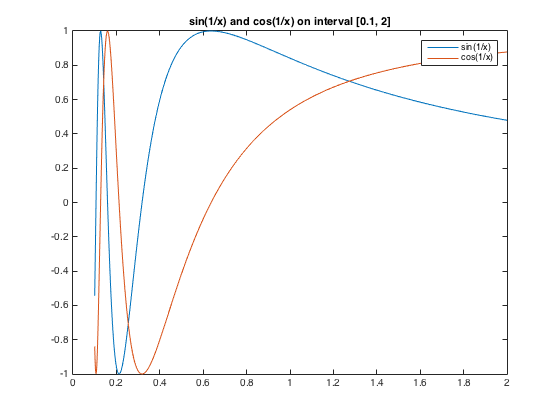 sin(1/x) and cos(1/x) on interval [0.1, 2]
sin(1/x)
cos(1/x)
1
0.8
0.6
0.4
0.2
0
-0.2
-0.4
-0.6
-0.8
-1
0 0.2 0.4 0.6 0.8 1 1.2 1.4 1.6 1.8 2